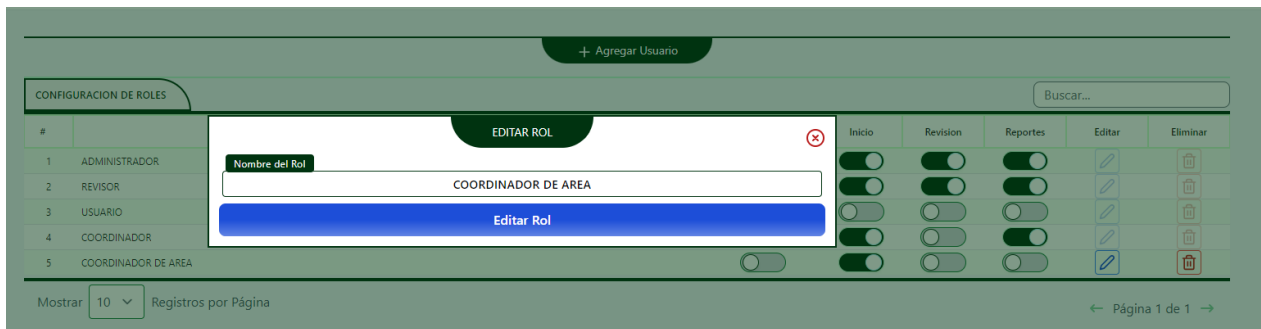 + Agregar Usuario
CONFIGURACION DE ROLES
Buscar...
EDITAR ROL
# Inicio Revision Reportes Editar Eliminar
Nombre del Rol
1 ADMINISTRADOR
COORDINADOR DE AREA
2 REVISOR
3 USUARIO
Editar Rol
4 COORDINADOR
5 COORDINADOR DE AREA
Mostrar 10 Registros por Página
← Página 1 de 1 →